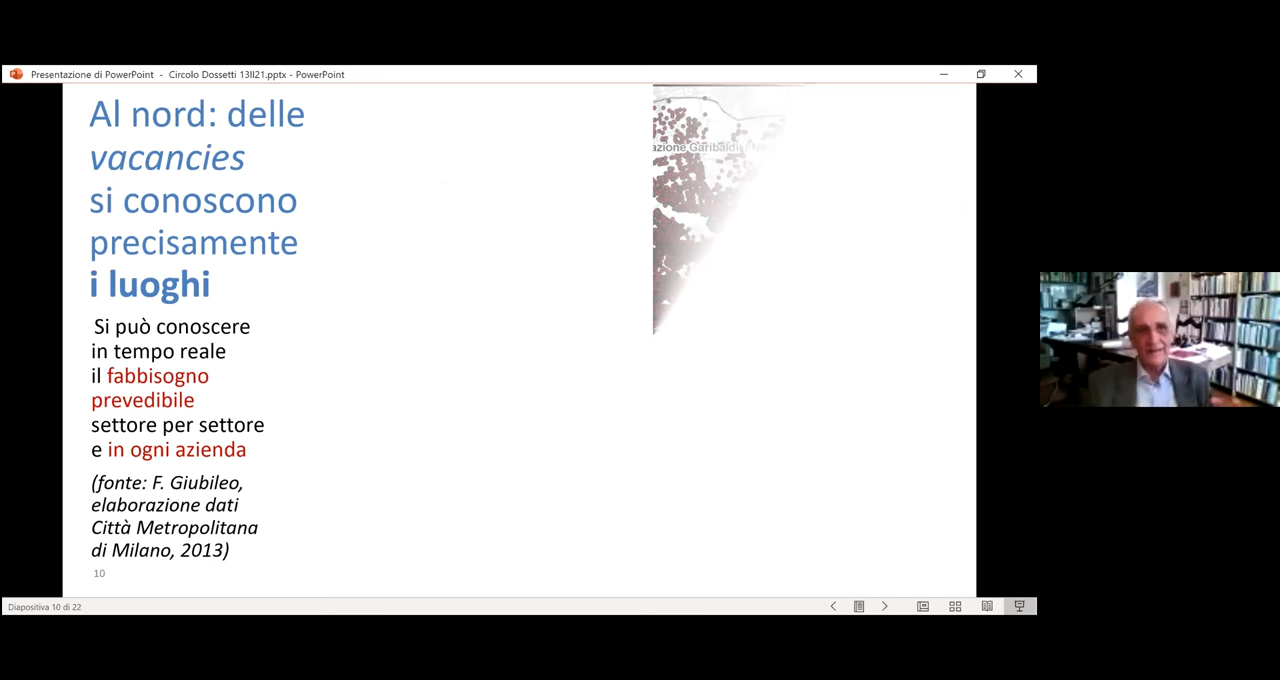 Presentazione di PowerPoint - Circolo Dossetti 13II21.pptx - PowerPoint
Al nord: delle
vacancies
si conoscono
precisamente
i luoghi
Si può conoscere
in tempo reale
il fabbisogno
prevedibile
settore per settore
e in ogni azienda
(fonte: F. Giubileo,
elaborazione dati
Città Metropolitana
di Milano, 2013)
10
azione Garibaldi
Diapositiva 10 di 22